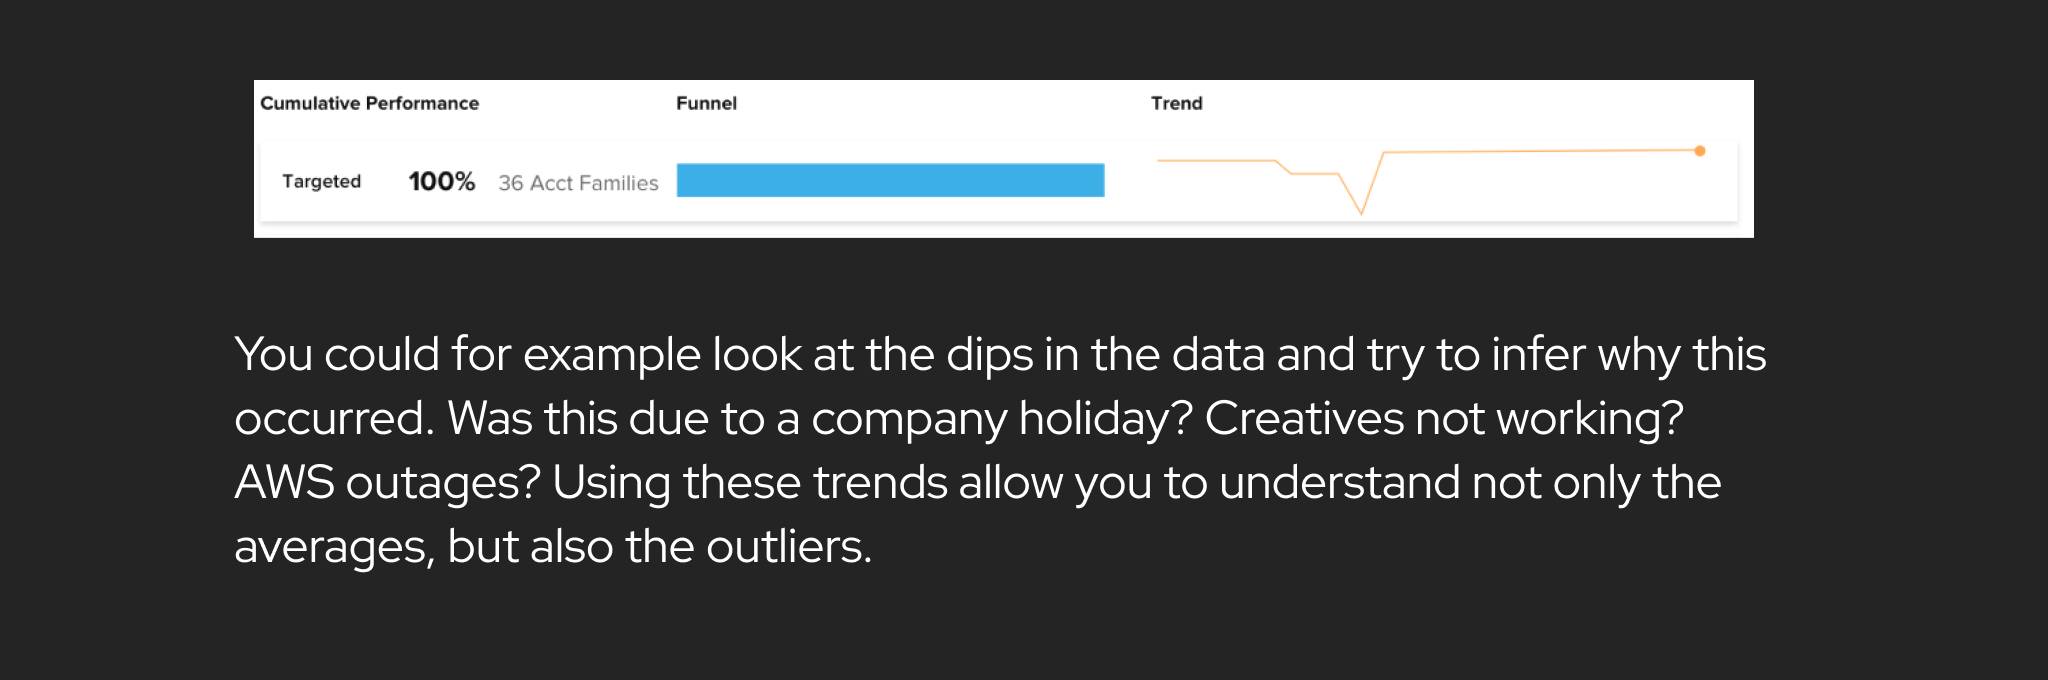 Cumulative Performance Funnel Trend
Targeted 100% 36 Acct Families
You could for example look at the dips in the data and try to infer why this
occurred. Was this due to a company holiday? Creatives not working?
AWS outages? Using these trends allow you to understand not only the
averages, but also the outliers.